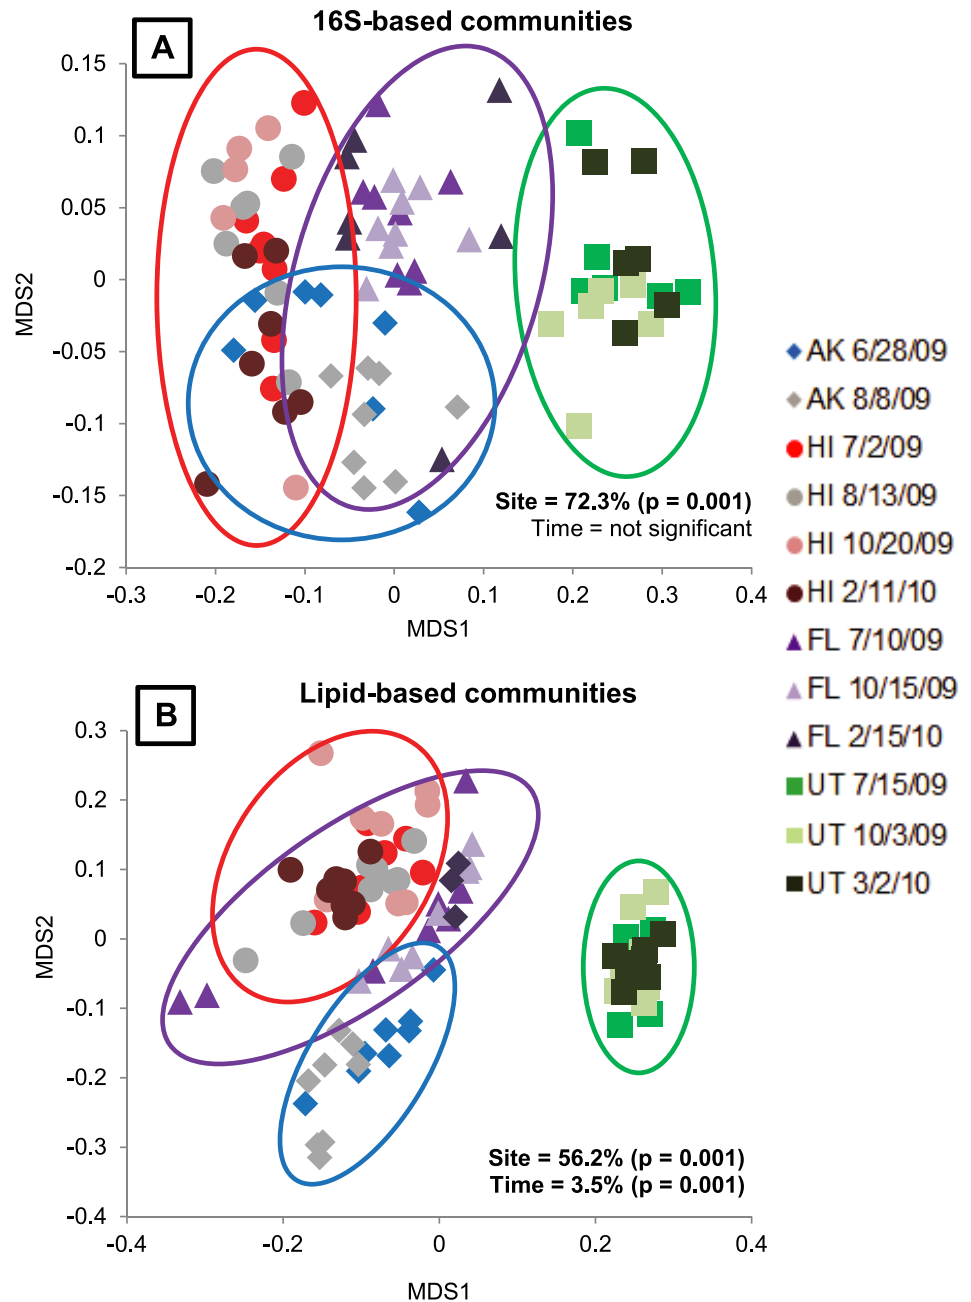 16S-based communities
A
0.15
0.1
0.05
0
-0.05
-0.1
-0.15
-0.2
MDS2
-0.3
-0.2
-0.1
0
0.1
0.2
0.3
0.4
MDS1
Site = 72.3% (p = 0.001)
Time = not significant
AK 6/28/09
AK 8/8/09
HI 7/2/09
HI 8/13/09
HI 10/20/09
HI 2/11/10
FL 7/10/09
FL 10/15/09
FL 2/15/10
UT 7/15/09
UT 10/3/09
UT 3/2/10
Lipid-based communities
B
0.3
0.2
0.1
0
-0.1
-0.2
-0.3
-0.4
MDS2
-0.4
-0.2
0
0.2
0.4
MDS1
Site = 56.2% (p = 0.001)
Time = 3.5% (p = 0.001)